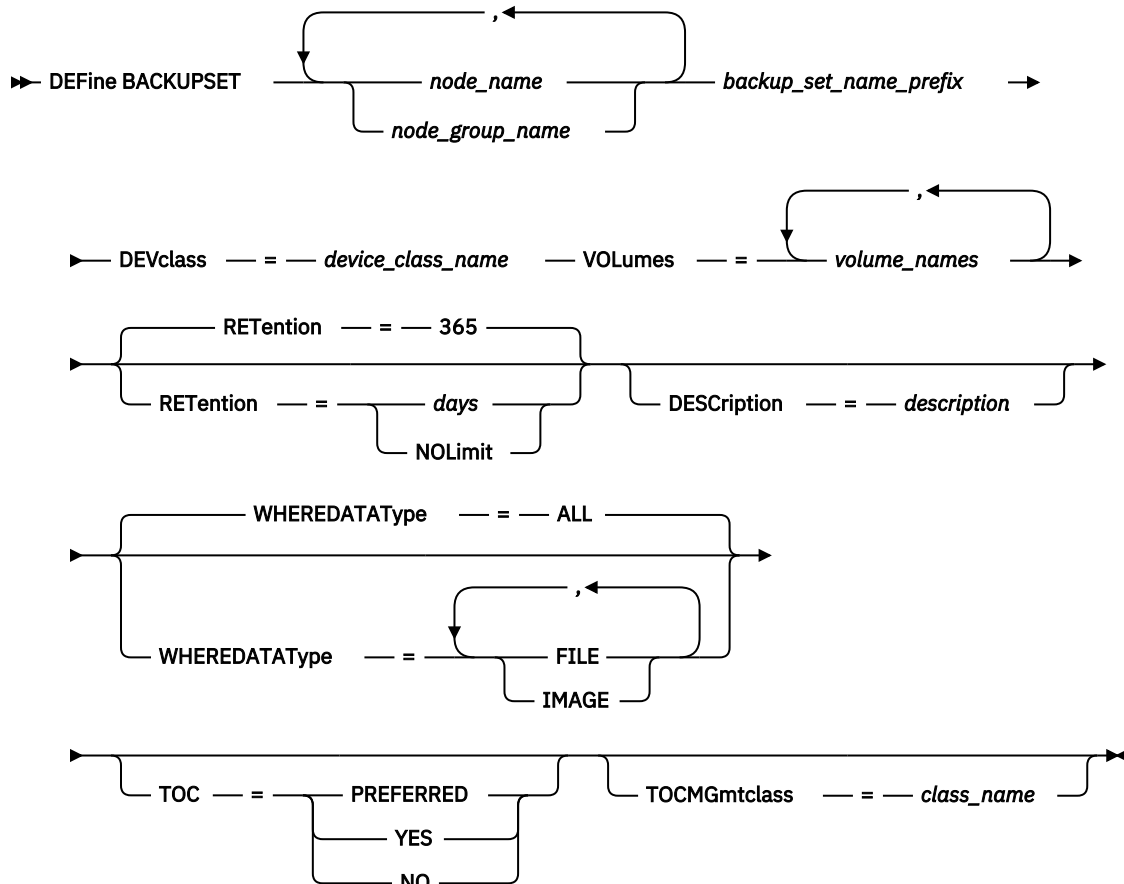 ,
DEFine BACKUPSET node_name backup_set_name_prefix
node_group_name
,
DEVclass = device_class_name VOLumes = volume_names
RETention = 365
RETention = days DESCription = description
NOLimit
WHEREDATAType = ALL
,
WHEREDATAType = FILE
IMAGE
TOC = PREFERRED TOCMGmtclass = class_name
YES
NO